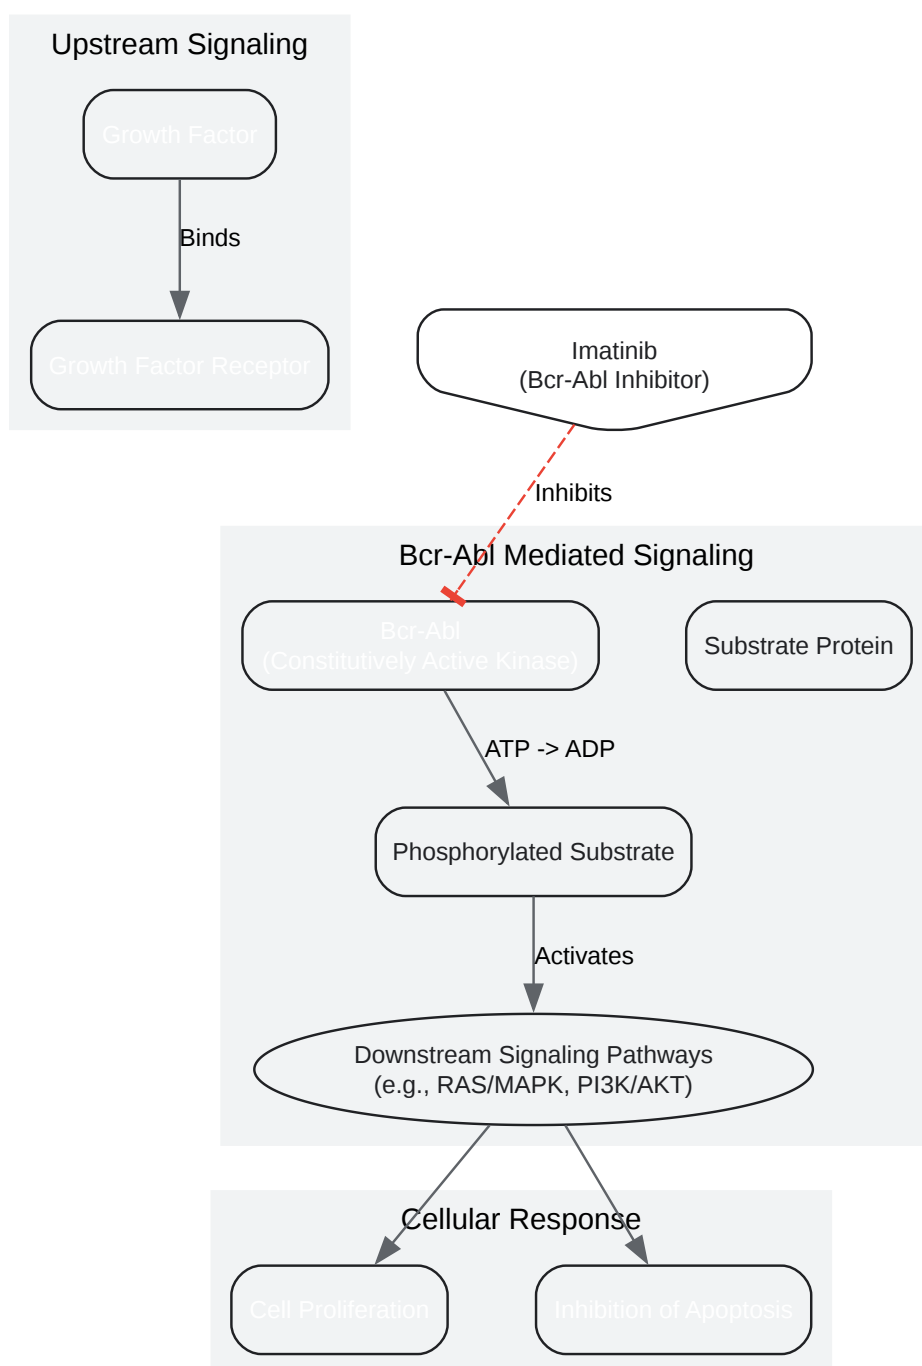 Upstream Signaling
Growth Factor
Binds
Growth Factor Receptor
Imatinib
(Bcr-Abl Inhibitor)
Inhibits
Bcr-Abl Mediated Signaling
Bcr-Abl
(Constitutively Active Kinase)
Substrate Protein
ATP -> ADP
Phosphorylated Substrate
Activates
Downstream Signaling Pathways
(e.g., RAS/MAPK, PI3K/AKT)
Cellular Response
Cell Proliferation
Inhibition of Apoptosis